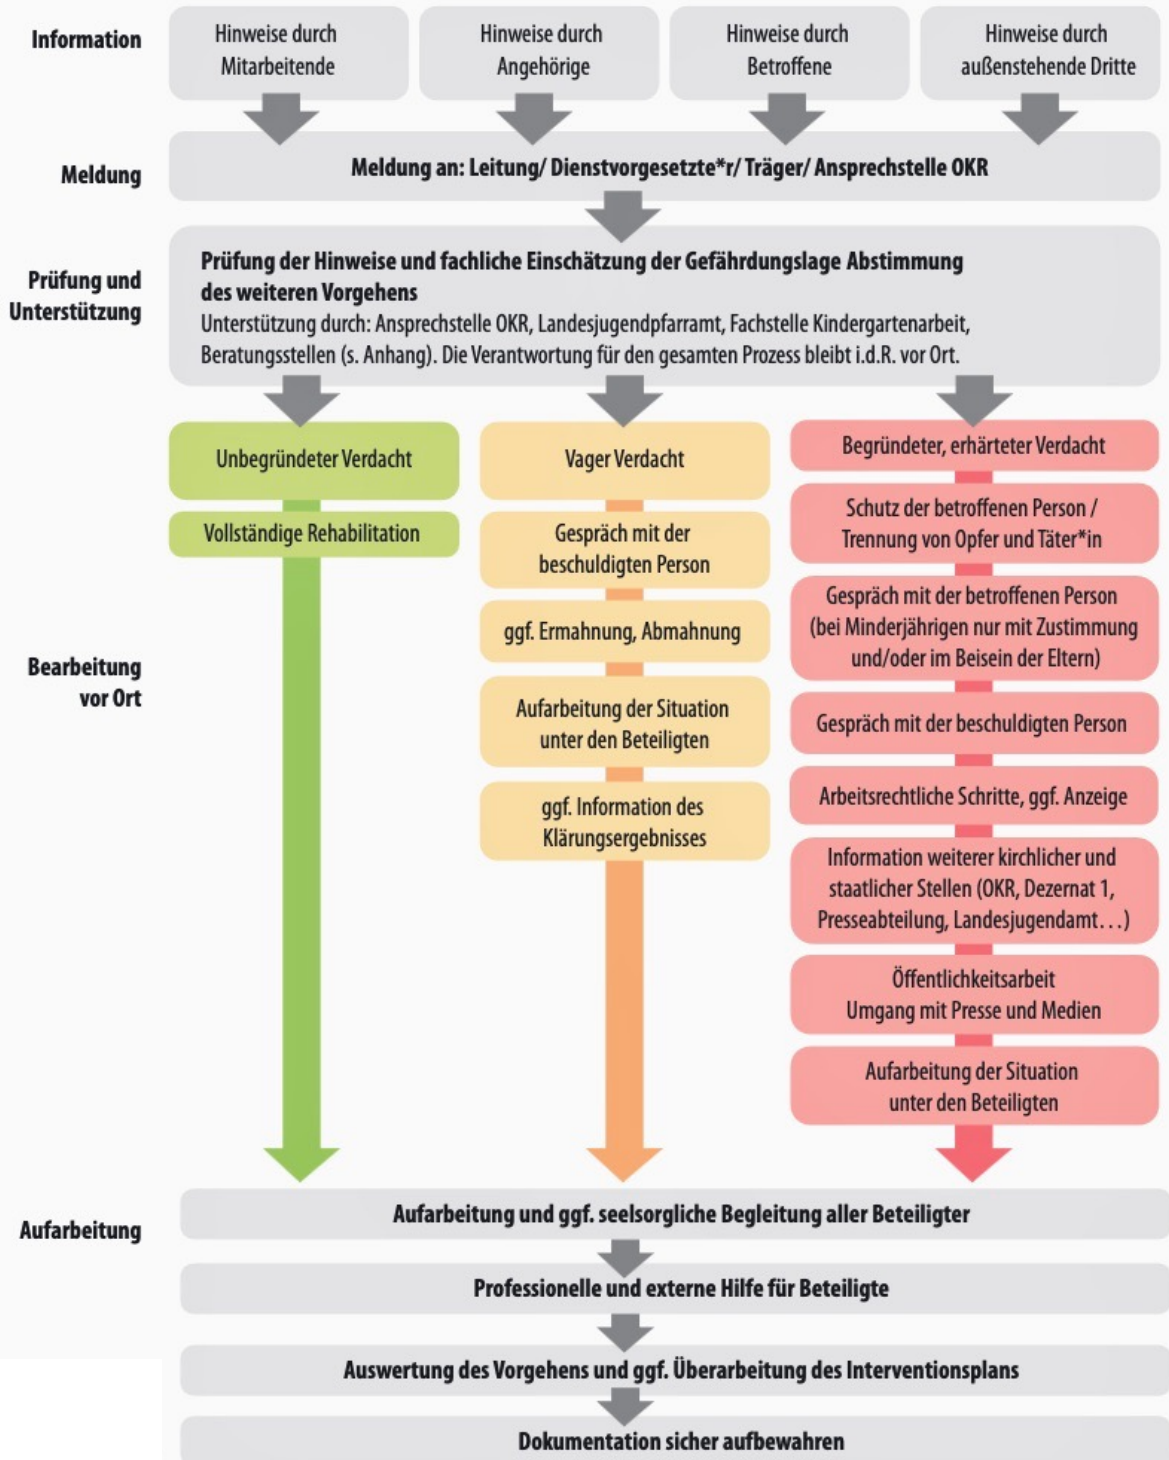 Information
Hinweise durch
Mitarbeitende
Hinweise durch
Angehörige
Hinweise durch
Betroffene
Hinweise durch
außenstehende Dritte
Meldung
Meldung an: Leitung/ Dienstvorgesetzte*r/ Träger/ Ansprechstelle OKR
Prüfung und
Unterstützung
Prüfung der Hinweise und fachliche Einschätzung der Gefährdungslage Abstimmung
des weiteren Vorgehens
Unterstützung durch: Ansprechstelle OKR, Landesjugendpfarramt, Fachstelle Kindergartenarbeit,
Beratungsstellen (s. Anhang). Die Verantwortung für den gesamten Prozess bleibt i.d.R. vor Ort.
Bearbeitung
vor Ort
Unbegründeter Verdacht
Vollständige Rehabilitation
Vager Verdacht
Gespräch mit der
beschuldigten Person
ggf. Ermahnung, Abmahnung
Aufarbeitung der Situation
unter den Beteiligten
ggf. Information des
Klärungsergebnisses
Begründeter, erhärteter Verdacht
Schutz der betroffenen Person /
Trennung von Opfer und Täter*in
Gespräch mit der betroffenen Person
(bei Minderjährigen nur mit Zustimmung
und/oder im Beisein der Eltern)
Gespräch mit der beschuldigten Person
Arbeitsrechtliche Schritte, ggf. Anzeige
Information weiterer kirchlicher und
staatlicher Stellen (OKR, Dezernat 1,
Presseabteilung, Landesjugendamt…)
Öffentlichkeitsarbeit
Umgang mit Presse und Medien
Aufarbeitung der Situation
unter den Beteiligten
Aufarbeitung
Aufarbeitung und ggf. seelsorgliche Begleitung aller Beteiligter
Professionelle und externe Hilfe für Beteiligte
Auswertung des Vorgehens und ggf. Überarbeitung des Interventionsplans
Dokumentation sicher aufbewahren